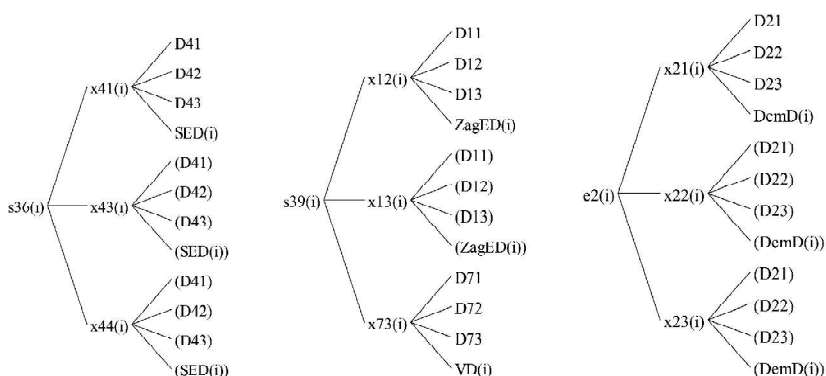 D41
D42
x41(i)
D43
SED(i)
(D41)
(D42)
s36(i)
x43(i)
(D43)
(SED(i))
(D41)
(D42)
x44(i)
(D43)
(SED(i))
D11
D12
x12(i)
D13
ZagED(i)
(D11)
(D12)
s39(i)
x13(i)
(D13)
(ZagED(i))
D71
D72
x73(i)
D73
VD(i)
D21
D22
x21(i)
D23
DemD(i)
(D21)
(D22)
e2(i)
x22(i)
(D23)
(DemD(i))
(D21)
(D22)
x23(i)
(D23)
(DemD(i))